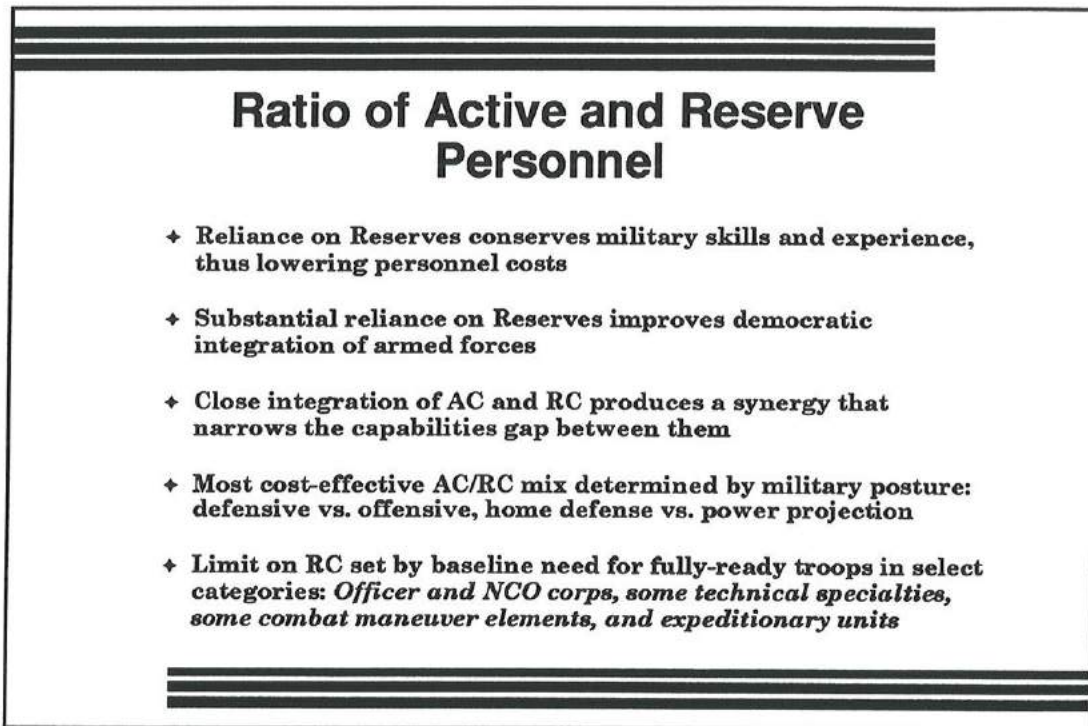 Ratio of Active and Reserve
Personnel
✦ Reliance on Reserves conserves military skills and experience,
thus lowering personnel costs
✦ Substantial reliance on Reserves improves democratic
integration of armed forces
✦ Close integration of AC and RC produces a synergy that
narrows the capabilities gap between them
✦ Most cost-effective AC/RC mix determined by military posture:
defensive vs. offensive, home defense vs. power projection
✦ Limit on RC set by baseline need for fully-ready troops in select
categories: Officer and NCO corps, some technical specialties,
some combat maneuver elements, and expeditionary units